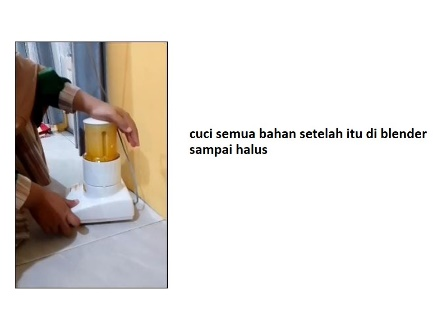 cuci semua bahan setelah itu di blender
sampai halus